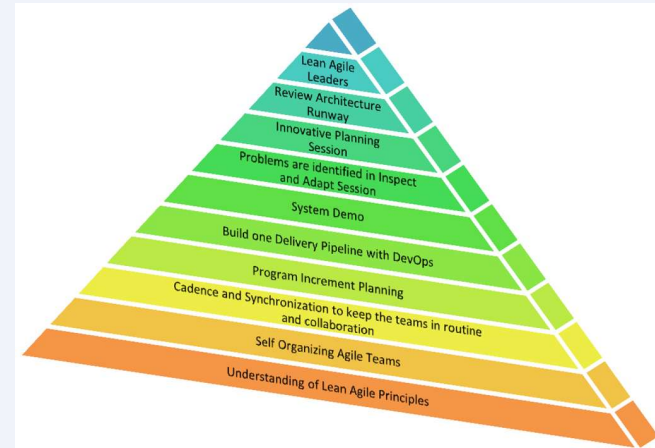 Lean Agile
Leaders
Review Architecture
Runway
Innovative Planning
Session
Problems are identified in Inspect
and Adapt Session
System Demo
Build one Delivery Pipeline with DevOps
Program Increment Planning
Cadence and Synchronization to keep the teams in routine
and collaboration
Self Organizing Agile Teams
Understanding of Lean Agile Principles